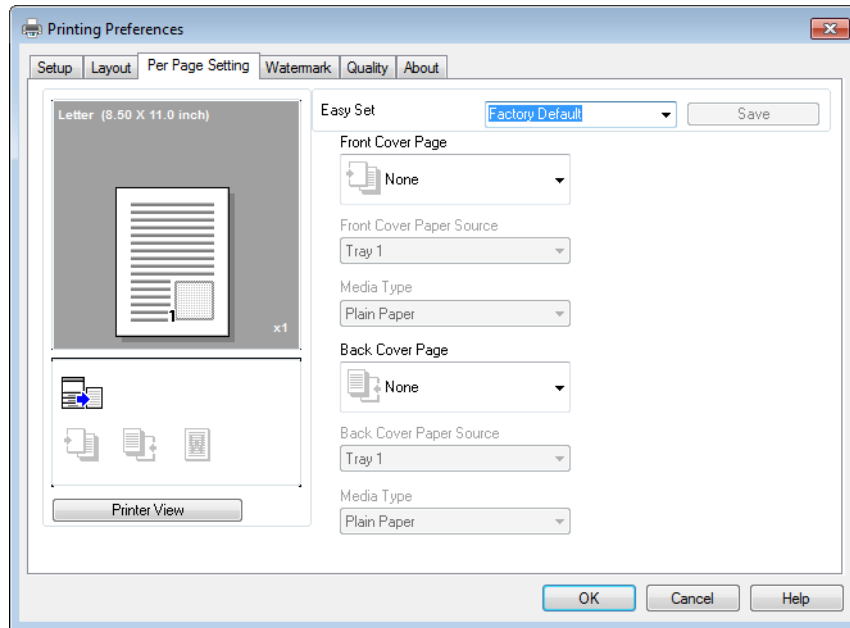 Printing Preferences
Setup Layout Per Page Setting Watermark Quality About
Letter (8.50 X 11.0 inch)
1
x1
Printer View
Easy Set Factory Default Save
Front Cover Page
None
Front Cover Paper Source
Tray 1
Media Type
Plain Paper
Back Cover Page
None
Back Cover Paper Source
Tray 1
Media Type
Plain Paper
OK Cancel Help